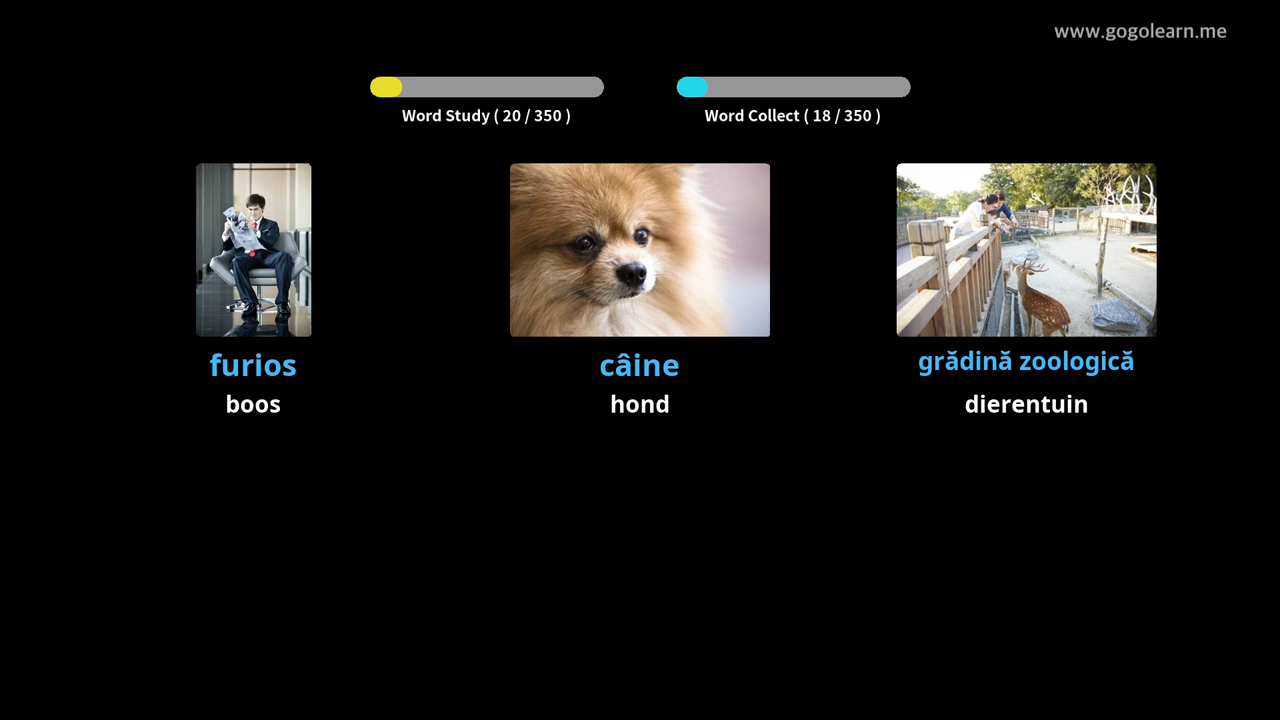 www.gogolearn.me
Word Study ( 20 / 350 )
Word Collect ( 18 / 350 )
furios
câine
grădină zoologică
boos
hond
dierentuin